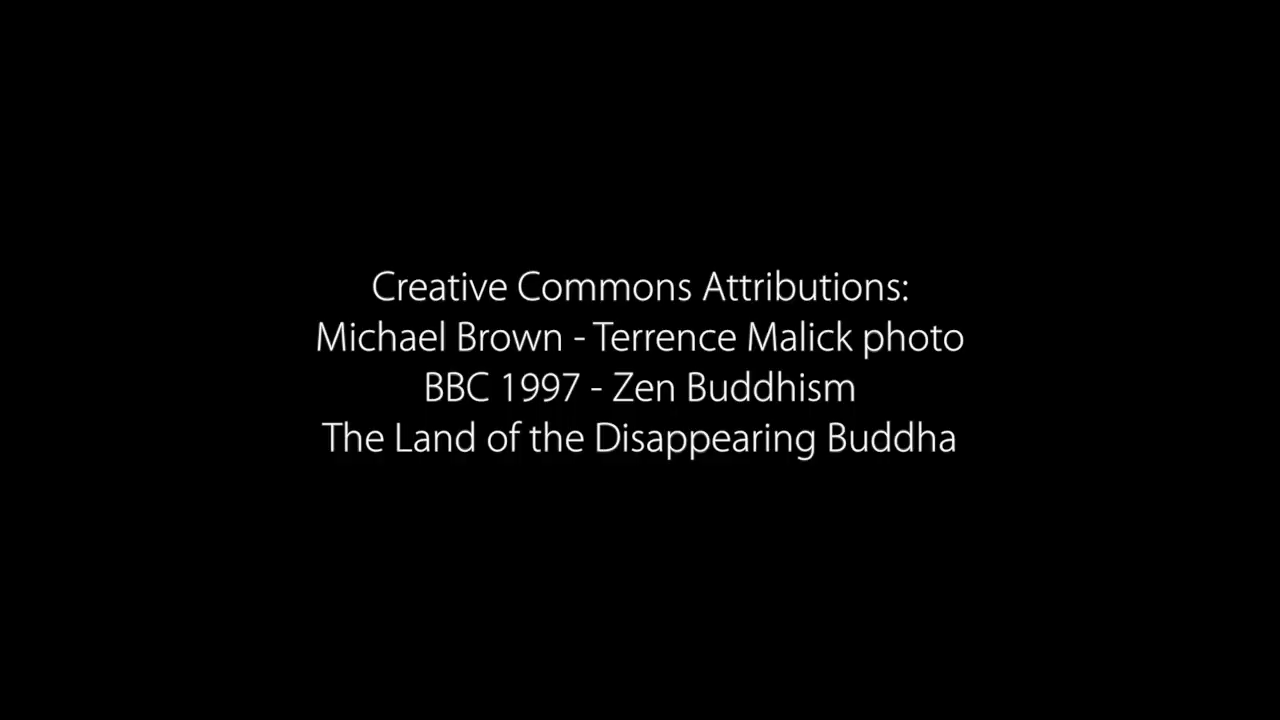 Creative Commons Attributions:
Michael Brown - Terrence Malick photo
BBC 1997 - Zen Buddhism
The Land of the Disappearing Buddha